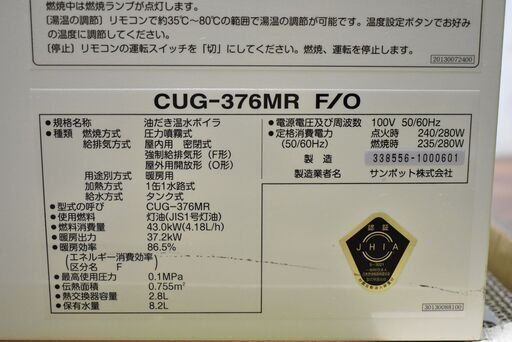 燃焼中は燃焼ランプが点灯します。
[湯温の調節] リモコンで約35℃~80℃の範囲で湯温の調節ができます。温度設定ボタンでお好み
の温度に調節してください。
[停止] リモコンの運転スイッチを「切」にしてください。燃焼、運転を停止します。
20130072400
CUG-376MR F/O
●規格名称 油だき温水ボイラ
●種類 燃焼方式 圧力噴霧式
給排気方式 屋内用 密閉式
強制給排気形(F形)
屋外用開放形(O形)
用途別方式 暖房用
加熱方式 1缶1水路式
給水方式 タンク式
●型式の呼び CUG-376MR
●使用燃料 灯油(JIS1号灯油)
●燃料消費量 43.0kW(4.18L/h)
●暖房出力 37.2kW
●熱効率 86.5%
(エネルギー消費効率)
(区分名 F)
●最高使用圧力 0.1MPa
●伝熱面積 0.755m²
●熱交換器容量 2.8L
●保有水量 8.2L
●電源電圧及び周波数 100V 50/60Hz
●定格消費電力 点火時 240/280W
(50/60Hz) 燃焼時 235/280W
製造 338556-1000601
製造業者名 サンポット株式会社
認証
JHIA
30130088100